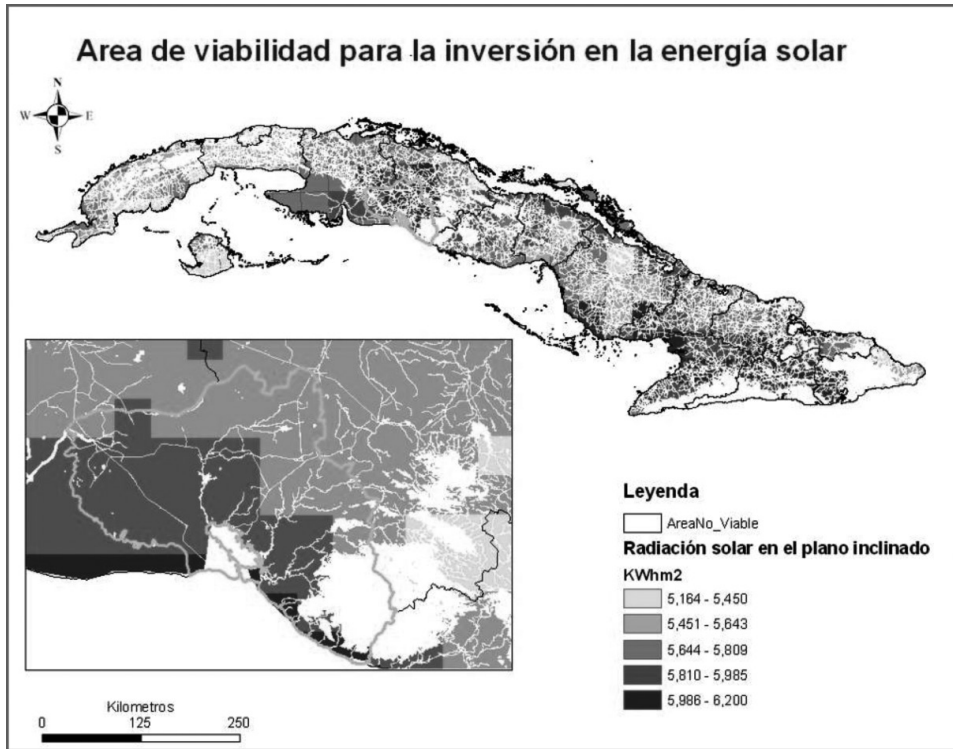 Area de viabilidad para la inversión en la energía solar
N
W E
S
Leyenda
AreaNo_Viable
Radiación solar en el plano inclinado
KWhm2
5,164 - 5,450
5,451 - 5,643
5,644 - 5,809
5,810 - 5,985
5,986 - 6,200
Kilometros
0 125 250